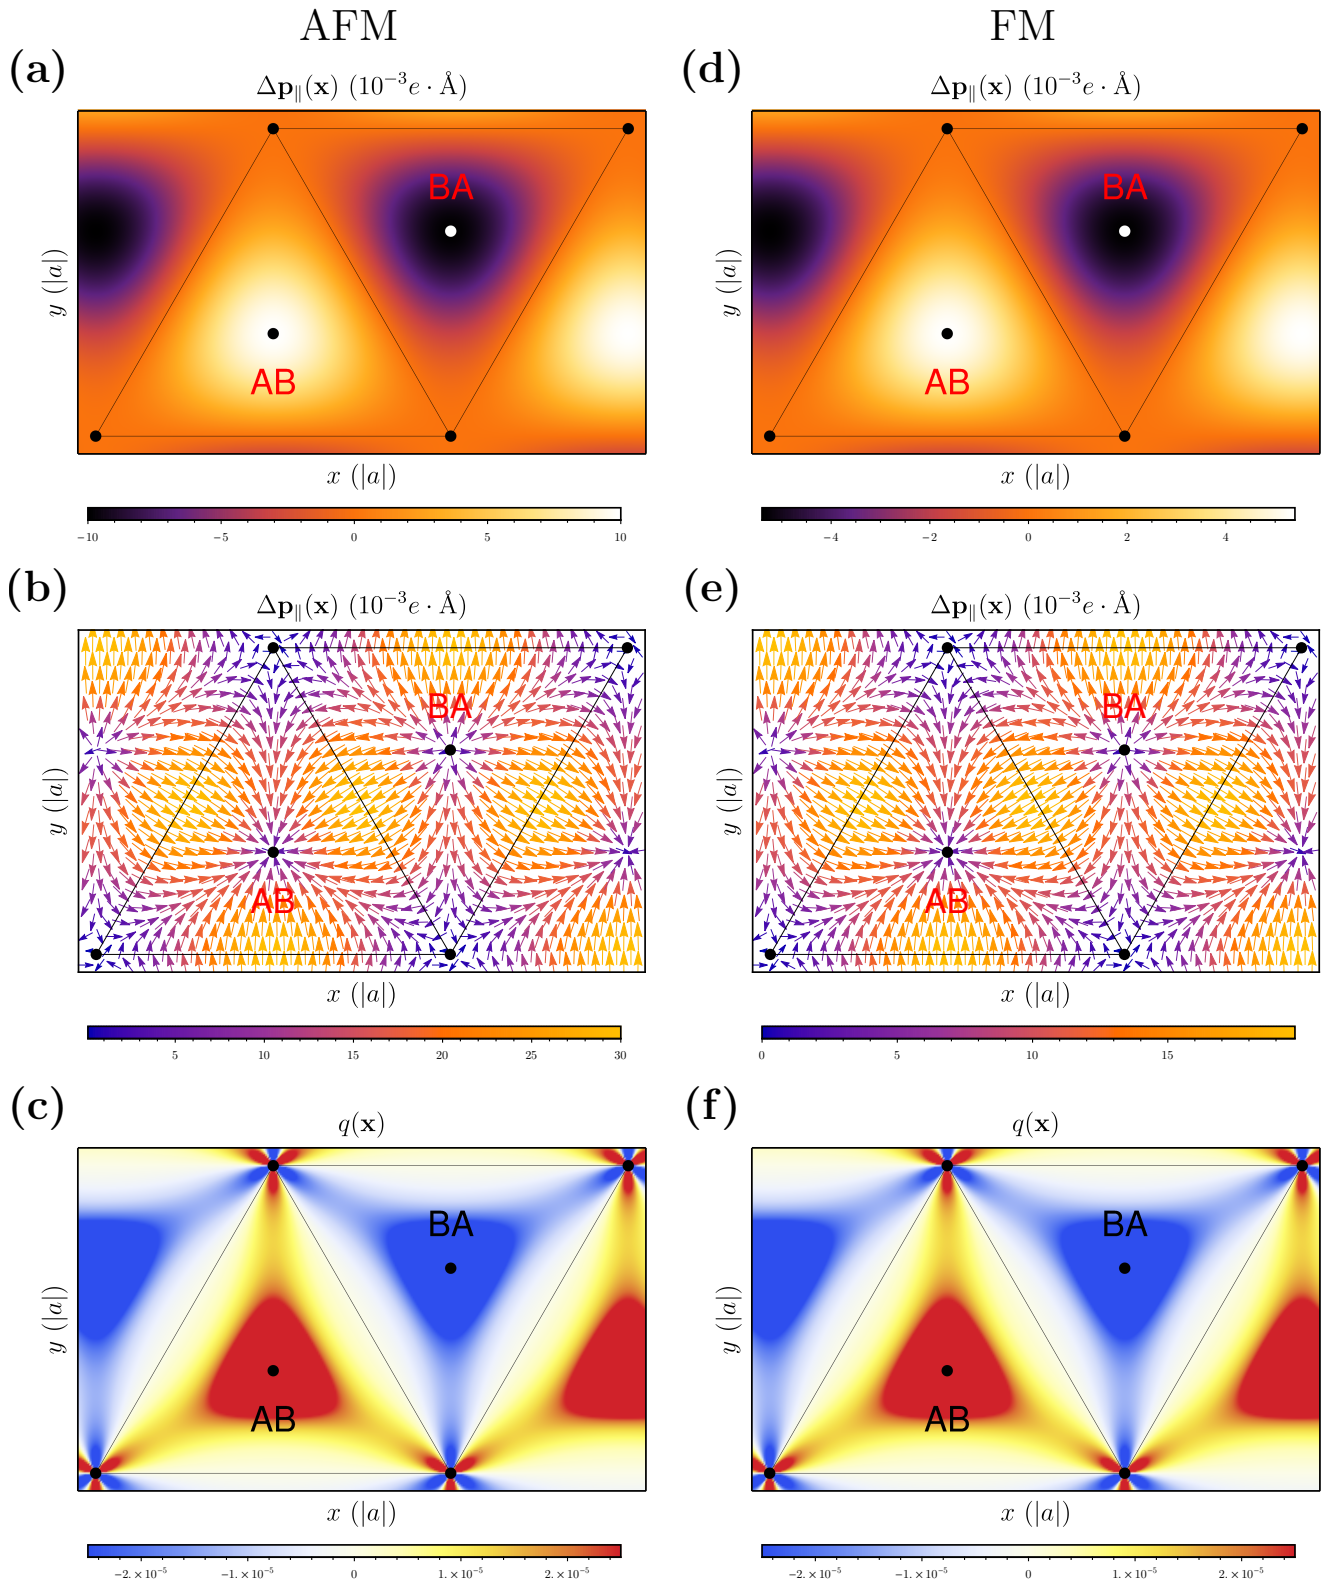 AFM
FM
(a)
Δp∥(x) (10⁻³e · Å)
BA
AB
y (|a|)
x (|a|)
−10 −5 0 5 10
(d)
Δp∥(x) (10⁻³e · Å)
BA
AB
y (|a|)
x (|a|)
−4 −2 0 2 4
(b)
Δp∥(x) (10⁻³e · Å)
BA
AB
y (|a|)
x (|a|)
5 10 15 20 25 30
(e)
Δp∥(x) (10⁻³e · Å)
BA
AB
y (|a|)
x (|a|)
0 5 10 15
(c)
q(x)
BA
AB
y (|a|)
x (|a|)
−2.×10⁻⁵ −1.×10⁻⁵ 0 1.×10⁻⁵ 2.×10⁻⁵
(f)
q(x)
BA
AB
y (|a|)
x (|a|)
−2.×10⁻⁵ −1.×10⁻⁵ 0 1.×10⁻⁵ 2.×10⁻⁵